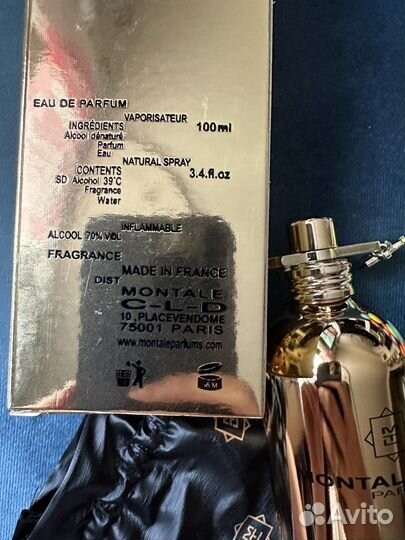 EAU DE PARFUM
VAPORISATEUR
100ml
INGRÉDIENTS
Alcool dénaturé
Parfum
Eau
NATURAL SPRAY
3.4.fl.oz
CONTENTS
SD Alcohol 39°C
Fragrance
Water
INFLAMMABLE
ALCOOL 70% VOL
FRAGRANCE
MADE IN FRANCE
DIST
MONTALE
C-L-D
10, PLACEVENDOME
75001 PARIS
www.montaleparfums.com
MONTALE
PAR
Avito